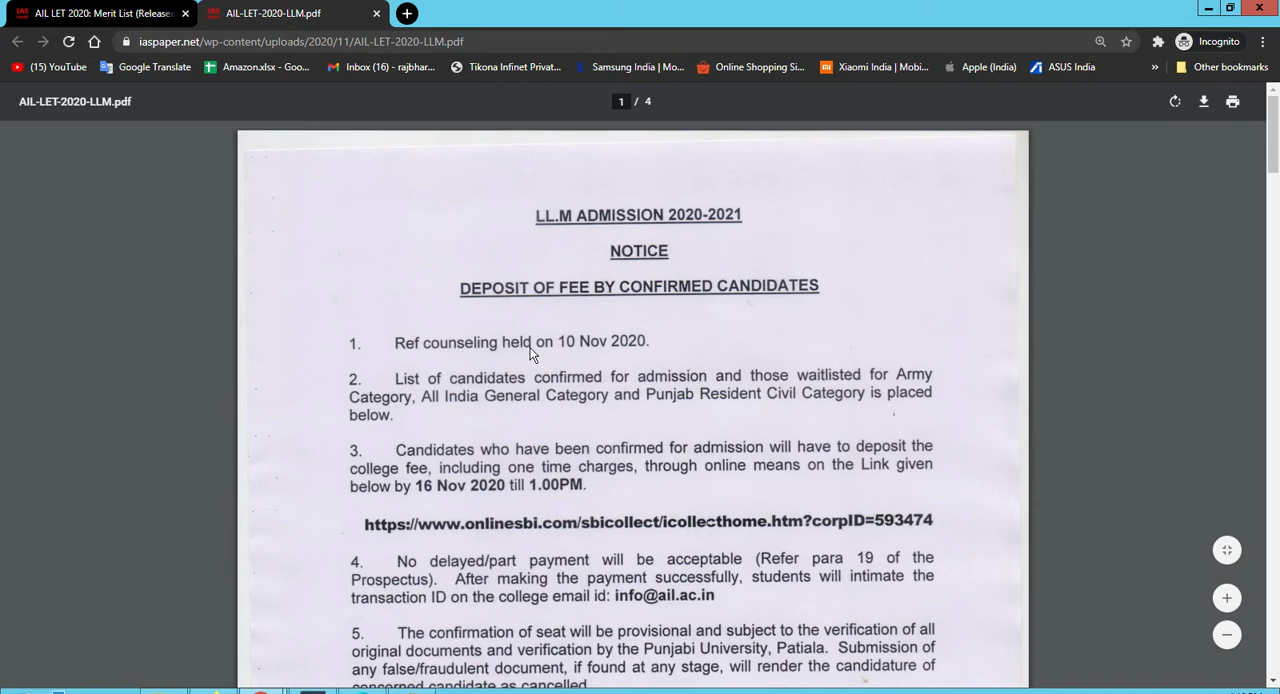 AIL LET 2020: Merit List (Release
AIL-LET-2020-LLM.pdf
iaspaper.net/wp-content/uploads/2020/11/AIL-LET-2020-LLM.pdf
Incognito
(15) YouTube
Google Translate
Amazon.xlsx - Goo...
Inbox (16) - rajbhar...
Tikona Infinet Privat...
Samsung India | Mo...
Online Shopping Si...
Xiaomi India | Mobi...
Apple (India)
ASUS India
»
Other bookmarks
AIL-LET-2020-LLM.pdf
1 / 4
LL.M ADMISSION 2020-2021
NOTICE
DEPOSIT OF FEE BY CONFIRMED CANDIDATES
1. Ref counseling held on 10 Nov 2020.
2. List of candidates confirmed for admission and those waitlisted for Army
Category, All India General Category and Punjab Resident Civil Category is placed
below.
3. Candidates who have been confirmed for admission will have to deposit the
college fee, including one time charges, through online means on the Link given
below by 16 Nov 2020 till 1.00PM.
https://www.onlinesbi.com/sbicollect/icollecthome.htm?corpID=593474
4. No delayed/part payment will be acceptable (Refer para 19 of the
Prospectus). After making the payment successfully, students will intimate the
transaction ID on the college email id: info@ail.ac.in
5. The confirmation of seat will be provisional and subject to the verification of all
original documents and verification by the Punjabi University, Patiala. Submission of
any false/fraudulent document, if found at any stage, will render the candidature of
concerned candidate as cancelled